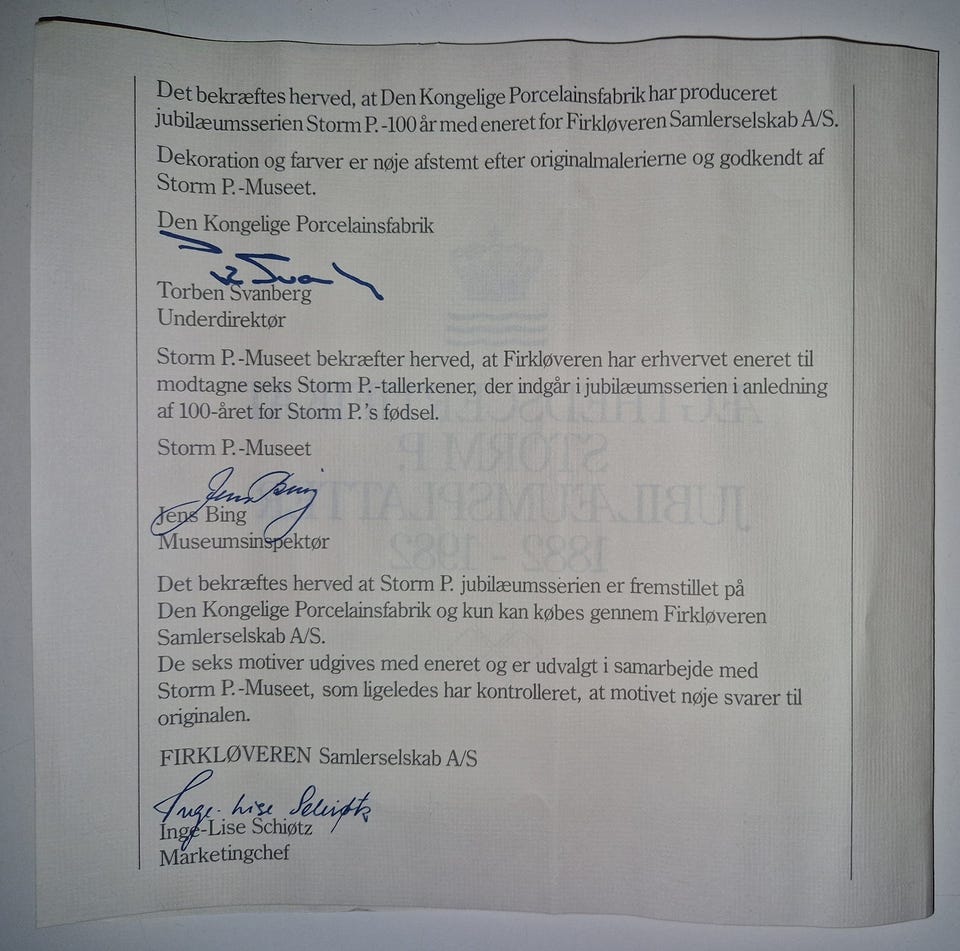 Det bekræftes herved, at Den Kongelige Porcelainsfabrik har produceret
jubilæumsserien Storm P.-100 år med eneret for Firkløveren Samlerselskab A/S.
Dekoration og farver er nøje afstemt efter originalmalerierne og godkendt af
Storm P.-Museet.
Den Kongelige Porcelainsfabrik
Torben Svanberg
Underdirektør
Storm P.-Museet bekræfter herved, at Firkløveren har erhvervet eneret til
modtagne seks Storm P.-tallerkener, der indgår i jubilæumsserien i anledning
af 100-året for Storm P.'s fødsel.
Storm P.-Museet
Jens Bing
Jens Bing
Museumsinspektør
Det bekræftes herved at Storm P. jubilæumsserien er fremstillet på
Den Kongelige Porcelainsfabrik og kun kan købes gennem Firkløveren
Samlerselskab A/S.
De seks motiver udgives med eneret og er udvalgt i samarbejde med
Storm P.-Museet, som ligeledes har kontrolleret, at motivet nøje svarer til
originalen.
FIRKLØVEREN Samlerselskab A/S
Inge-Lise Schiøtz
Inge-Lise Schiøtz
Marketingchef
STORM P.
1882 - 1982